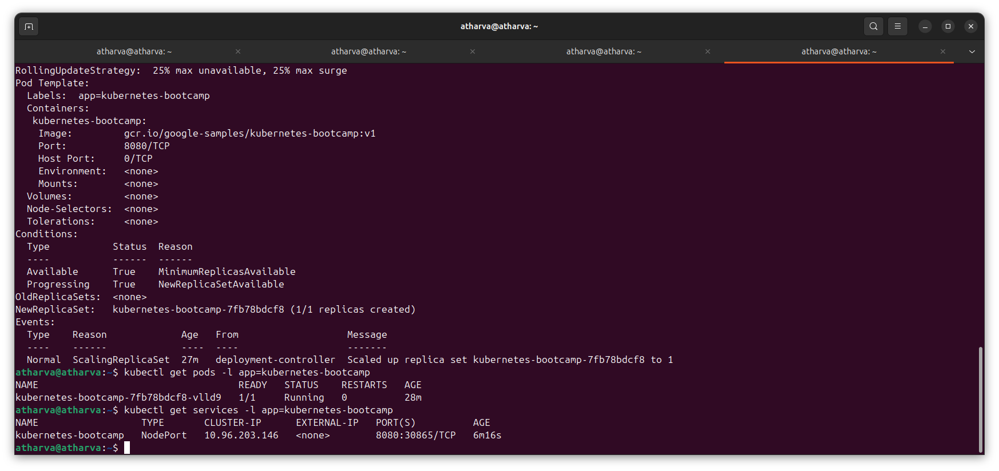 atharva@atharva: ~
atharva@atharva: ~ atharva@atharva: ~ atharva@atharva: ~ atharva@atharva: ~
RollingUpdateStrategy:  25% max unavailable, 25% max surge
Pod Template:
  Labels:  app=kubernetes-bootcamp
  Containers:
   kubernetes-bootcamp:
    Image:         gcr.io/google-samples/kubernetes-bootcamp:v1
    Port:          8080/TCP
    Host Port:     0/TCP
    Environment:   <none>
    Mounts:        <none>
  Volumes:         <none>
  Node-Selectors:  <none>
  Tolerations:     <none>
Conditions:
  Type           Status  Reason
  ----           ------  ------
  Available      True    MinimumReplicasAvailable
  Progressing    True    NewReplicaSetAvailable
OldReplicaSets:  <none>
NewReplicaSet:   kubernetes-bootcamp-7fb78bdcf8 (1/1 replicas created)
Events:
  Type    Reason             Age   From                   Message
  ----    ------             ----  ----                   -------
  Normal  ScalingReplicaSet  27m   deployment-controller  Scaled up replica set kubernetes-bootcamp-7fb78bdcf8 to 1
atharva@atharva:~$ kubectl get pods -l app=kubernetes-bootcamp
NAME                                   READY   STATUS    RESTARTS   AGE
kubernetes-bootcamp-7fb78bdcf8-vlld9   1/1     Running   0          28m
atharva@atharva:~$ kubectl get services -l app=kubernetes-bootcamp
NAME                  TYPE       CLUSTER-IP      EXTERNAL-IP   PORT(S)          AGE
kubernetes-bootcamp   NodePort   10.96.203.146   <none>        8080:30865/TCP   6m16s
atharva@atharva:~$